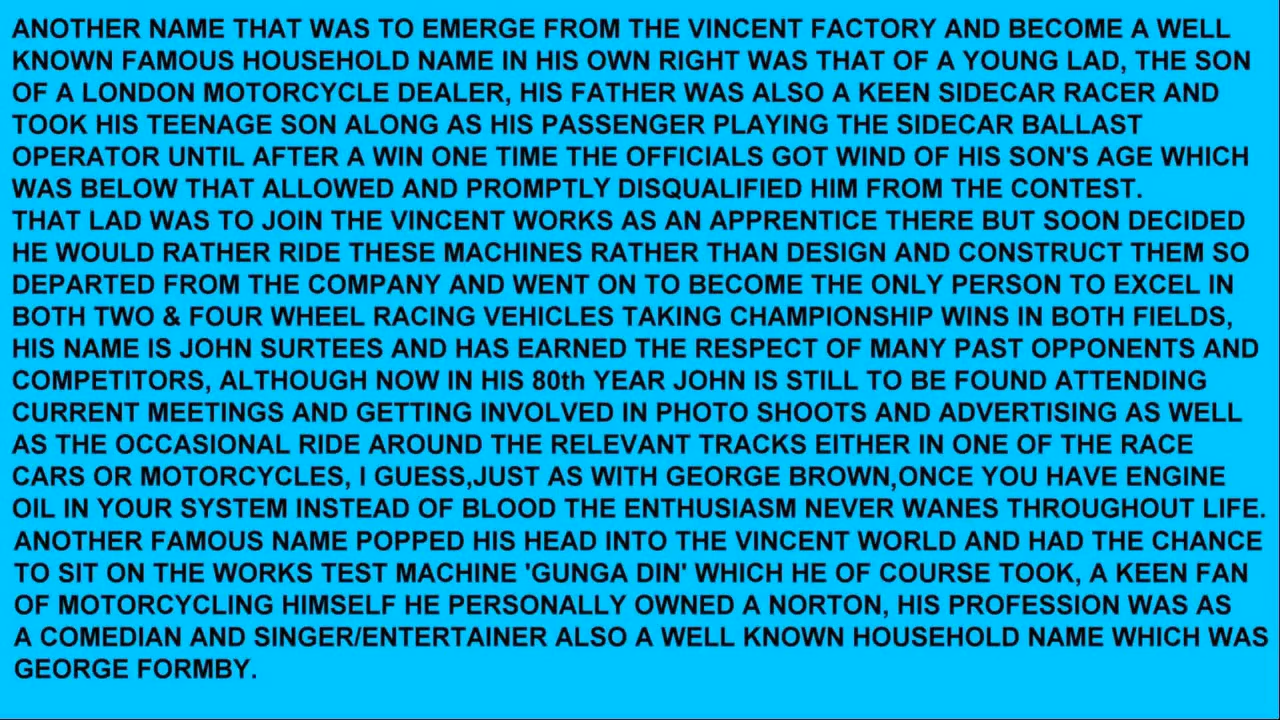 ANOTHER NAME THAT WAS TO EMERGE FROM THE VINCENT FACTORY AND BECOME A WELL
KNOWN FAMOUS HOUSEHOLD NAME IN HIS OWN RIGHT WAS THAT OF A YOUNG LAD, THE SON
OF A LONDON MOTORCYCLE DEALER, HIS FATHER WAS ALSO A KEEN SIDECAR RACER AND
TOOK HIS TEENAGE SON ALONG AS HIS PASSENGER PLAYING THE SIDECAR BALLAST
OPERATOR UNTIL AFTER A WIN ONE TIME THE OFFICIALS GOT WIND OF HIS SON'S AGE WHICH
WAS BELOW THAT ALLOWED AND PROMPTLY DISQUALIFIED HIM FROM THE CONTEST.
THAT LAD WAS TO JOIN THE VINCENT WORKS AS AN APPRENTICE THERE BUT SOON DECIDED
HE WOULD RATHER RIDE THESE MACHINES RATHER THAN DESIGN AND CONSTRUCT THEM SO
DEPARTED FROM THE COMPANY AND WENT ON TO BECOME THE ONLY PERSON TO EXCEL IN
BOTH TWO & FOUR WHEEL RACING VEHICLES TAKING CHAMPIONSHIP WINS IN BOTH FIELDS,
HIS NAME IS JOHN SURTEES AND HAS EARNED THE RESPECT OF MANY PAST OPPONENTS AND
COMPETITORS, ALTHOUGH NOW IN HIS 80th YEAR JOHN IS STILL TO BE FOUND ATTENDING
CURRENT MEETINGS AND GETTING INVOLVED IN PHOTO SHOOTS AND ADVERTISING AS WELL
AS THE OCCASIONAL RIDE AROUND THE RELEVANT TRACKS EITHER IN ONE OF THE RACE
CARS OR MOTORCYCLES, I GUESS,JUST AS WITH GEORGE BROWN,ONCE YOU HAVE ENGINE
OIL IN YOUR SYSTEM INSTEAD OF BLOOD THE ENTHUSIASM NEVER WANES THROUGHOUT LIFE.
ANOTHER FAMOUS NAME POPPED HIS HEAD INTO THE VINCENT WORLD AND HAD THE CHANCE
TO SIT ON THE WORKS TEST MACHINE 'GUNGA DIN' WHICH HE OF COURSE TOOK, A KEEN FAN
OF MOTORCYCLING HIMSELF HE PERSONALLY OWNED A NORTON, HIS PROFESSION WAS AS
A COMEDIAN AND SINGER/ENTERTAINER ALSO A WELL KNOWN HOUSEHOLD NAME WHICH WAS
GEORGE FORMBY.